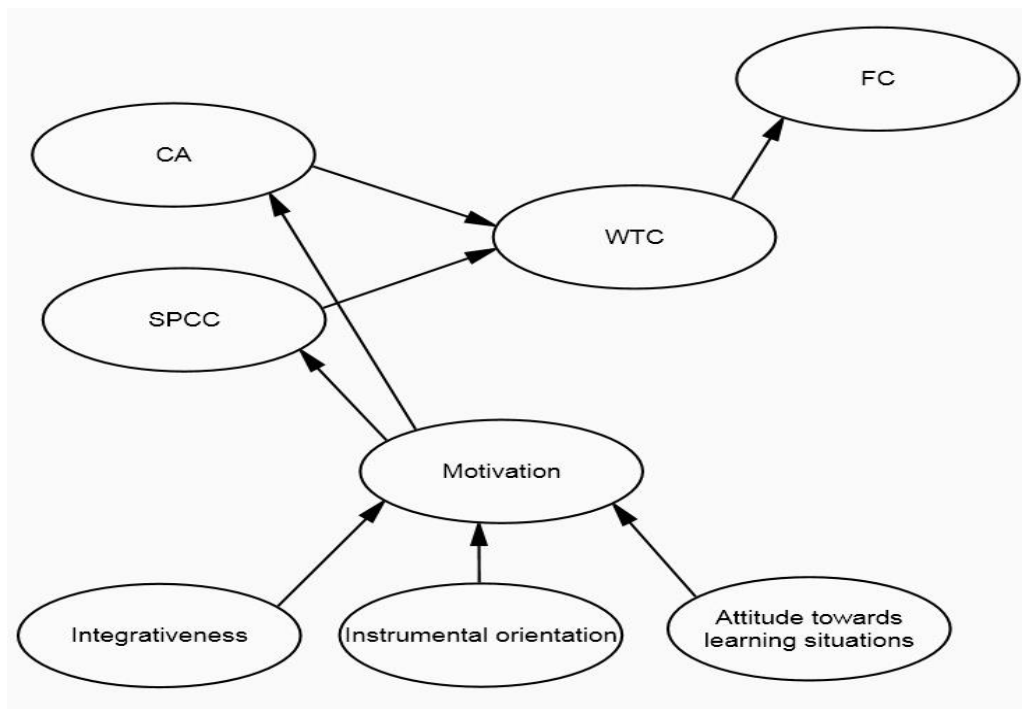 FC
CA
WTC
SPCC
Motivation
Integrativeness
Instrumental orientation
Attitude towards
learning situations